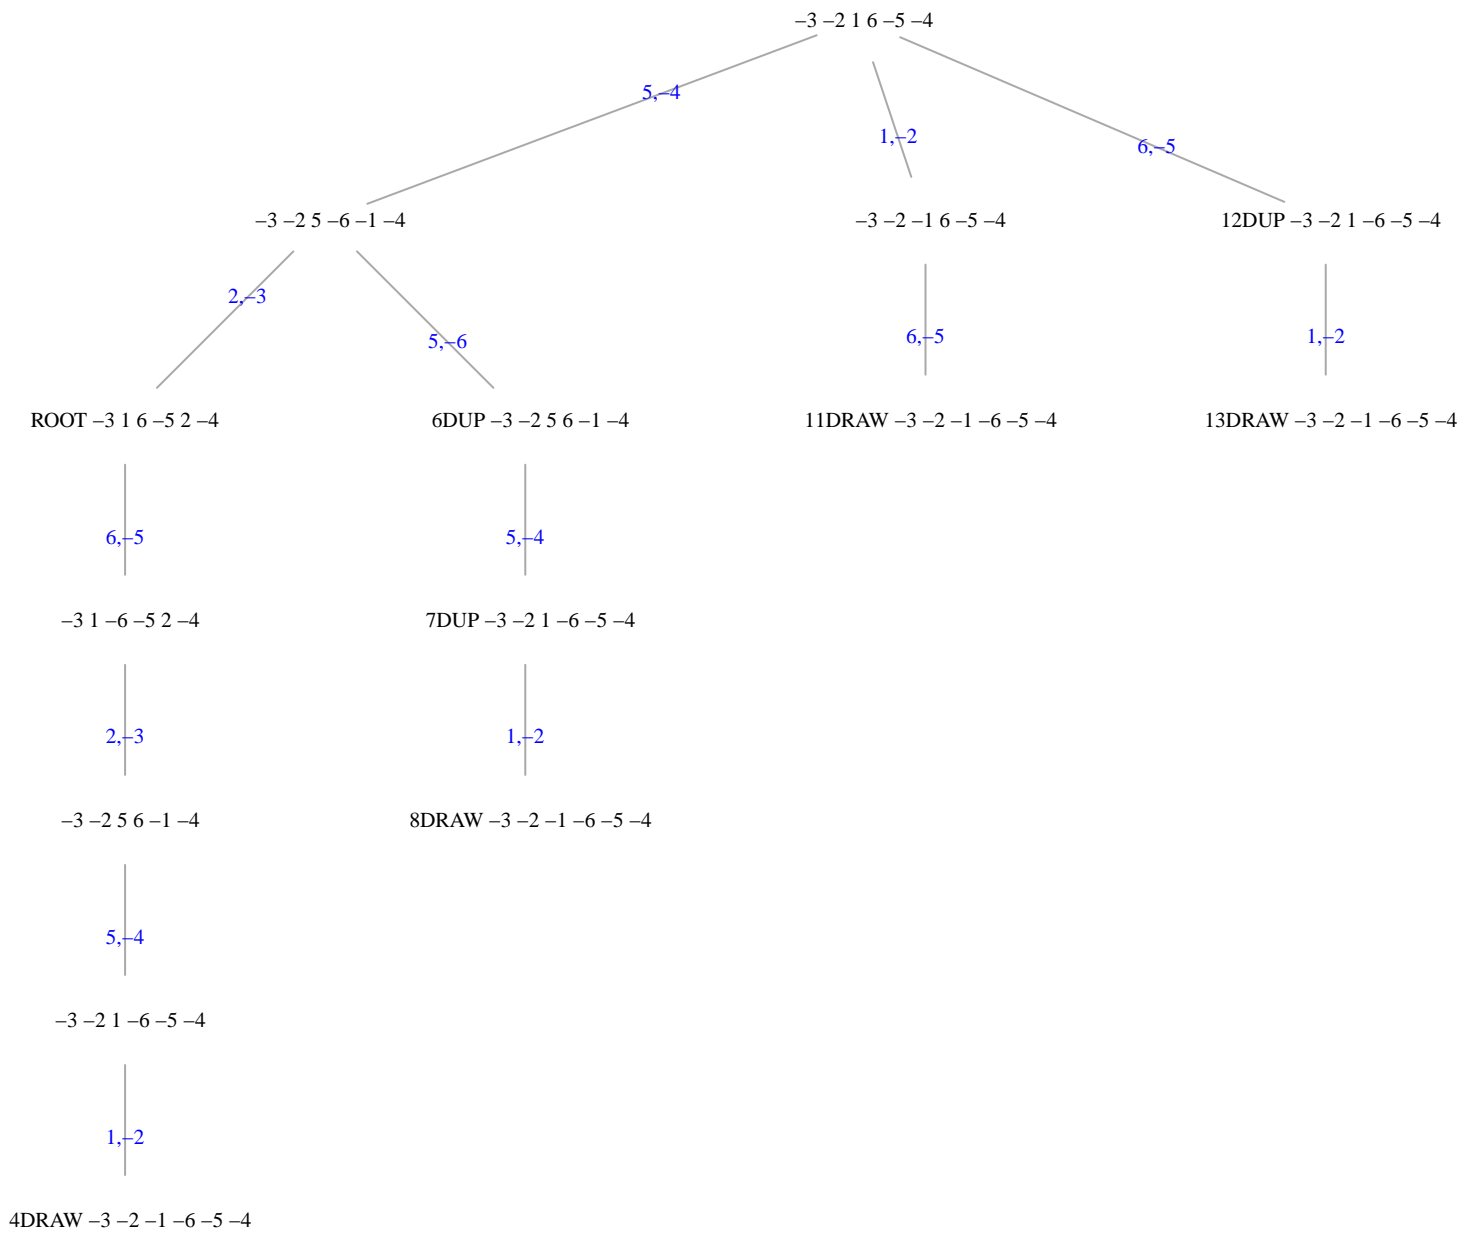 –3 –2 1 6 –5 –4
5,–4
1,–2
6,–5
–3 –2 5 –6 –1 –4
–3 –2 –1 6 –5 –4
12DUP –3 –2 1 –6 –5 –4
2,–3
5,–6
6,–5
1,–2
ROOT –3 1 6 –5 2 –4
6DUP –3 –2 5 6 –1 –4
11DRAW –3 –2 –1 –6 –5 –4
13DRAW –3 –2 –1 –6 –5 –4
6,–5
5,–4
–3 1 –6 –5 2 –4
7DUP –3 –2 1 –6 –5 –4
2,–3
1,–2
–3 –2 5 6 –1 –4
8DRAW –3 –2 –1 –6 –5 –4
5,–4
–3 –2 1 –6 –5 –4
1,–2
4DRAW –3 –2 –1 –6 –5 –4